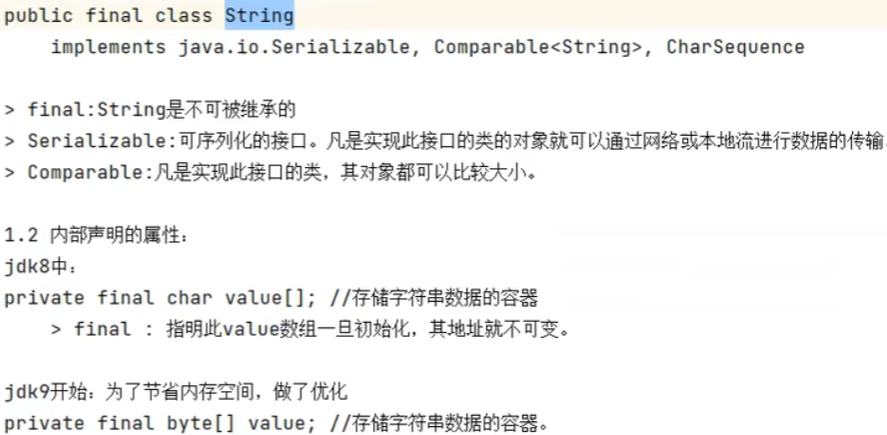 public final class String
    implements java.io.Serializable, Comparable<String>, CharSequence
> final:String是不可被继承的
> Serializable:可序列化的接口。凡是实现此接口的类的对象就可以通过网络或本地流进行数据的传输.
> Comparable:凡是实现此接口的类，其对象都可以比较大小。
1.2 内部声明的属性：
jdk8中：
private final char value[]; //存储字符串数据的容器
    > final : 指明此value数组一旦初始化，其地址就不可变。
jdk9开始：为了节省内存空间，做了优化
private final byte[] value; //存储字符串数据的容器。